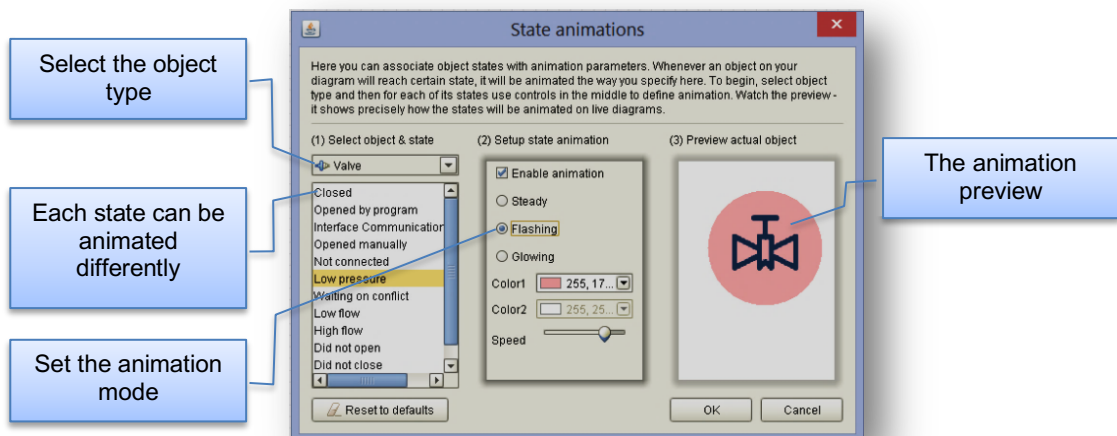 State animations
Here you can associate object states with animation parameters. Whenever an object on your
diagram will reach certain state, it will be animated the way you specify here. To begin, select object
type and then for each of its states use controls in the middle to define animation. Watch the preview -
it shows precisely how the states will be animated on live diagrams.
(1) Select object & state
Valve
Closed
Opened by program
Interface Communication
Opened manually
Not connected
Low pressure
Waiting on conflict
Low flow
High flow
Did not open
Did not close
Reset to defaults
(2) Setup state animation
Enable animation
Steady
Flashing
Glowing
Color1 255, 17...
Color2 255, 25...
Speed
(3) Preview actual object
OK
Cancel
Select the object
type
Each state can be
animated
differently
Set the animation
mode
The animation
preview